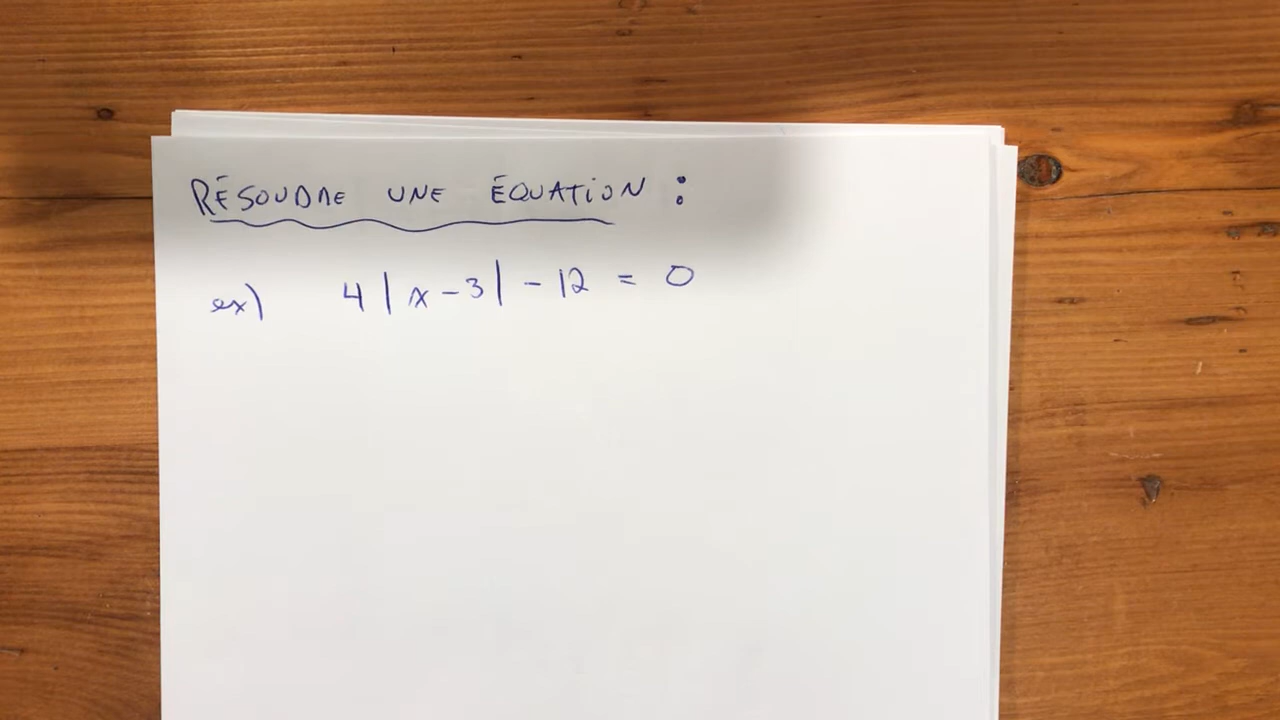 RÉSOUDRE UNE ÉQUATION :
ex) 4 | x - 3 | - 12 = 0